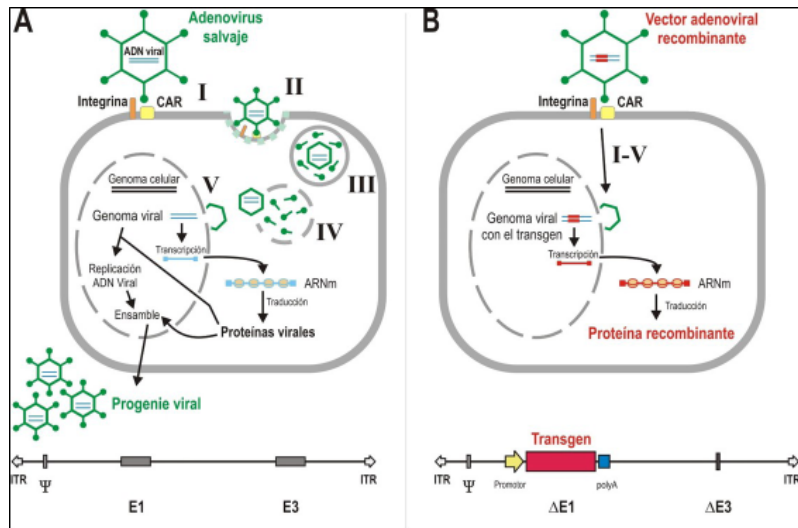 A
Adenovirus
salvaje
ADN viral
Integrina
CAR
I
II
III
IV
V
Genoma celular
Genoma viral
Transcripción
Replicación
ADN Viral
Ensamble
ARNm
Traducción
Proteínas virales
Progenie viral
ITR
Ψ
E1
E3
ITR
B
Vector adenoviral
recombinante
Integrina
CAR
I-V
Genoma celular
Genoma viral
con el transgen
Transcripción
ARNm
Traducción
Proteína recombinante
Transgen
ITR
Ψ
Promotor
polyA
ITR
ΔE1
ΔE3